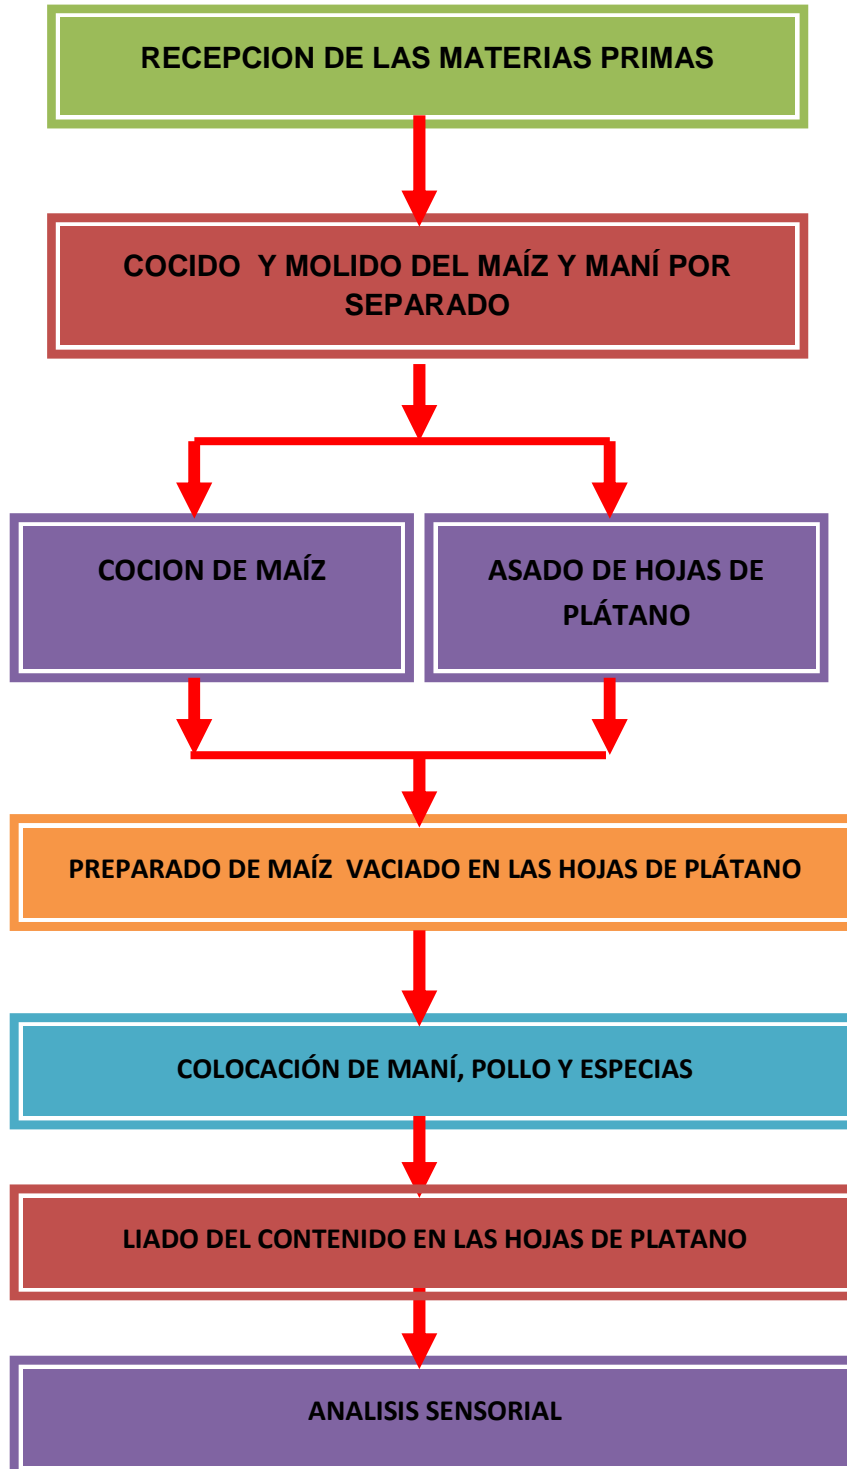 RECEPCION DE LAS MATERIAS PRIMAS
COCIDO Y MOLIDO DEL MAÍZ Y MANÍ POR
SEPARADO
COCION DE MAÍZ
ASADO DE HOJAS DE
PLÁTANO
PREPARADO DE MAÍZ VACIADO EN LAS HOJAS DE PLÁTANO
COLOCACIÓN DE MANÍ, POLLO Y ESPECIAS
LIADO DEL CONTENIDO EN LAS HOJAS DE PLATANO
ANALISIS SENSORIAL